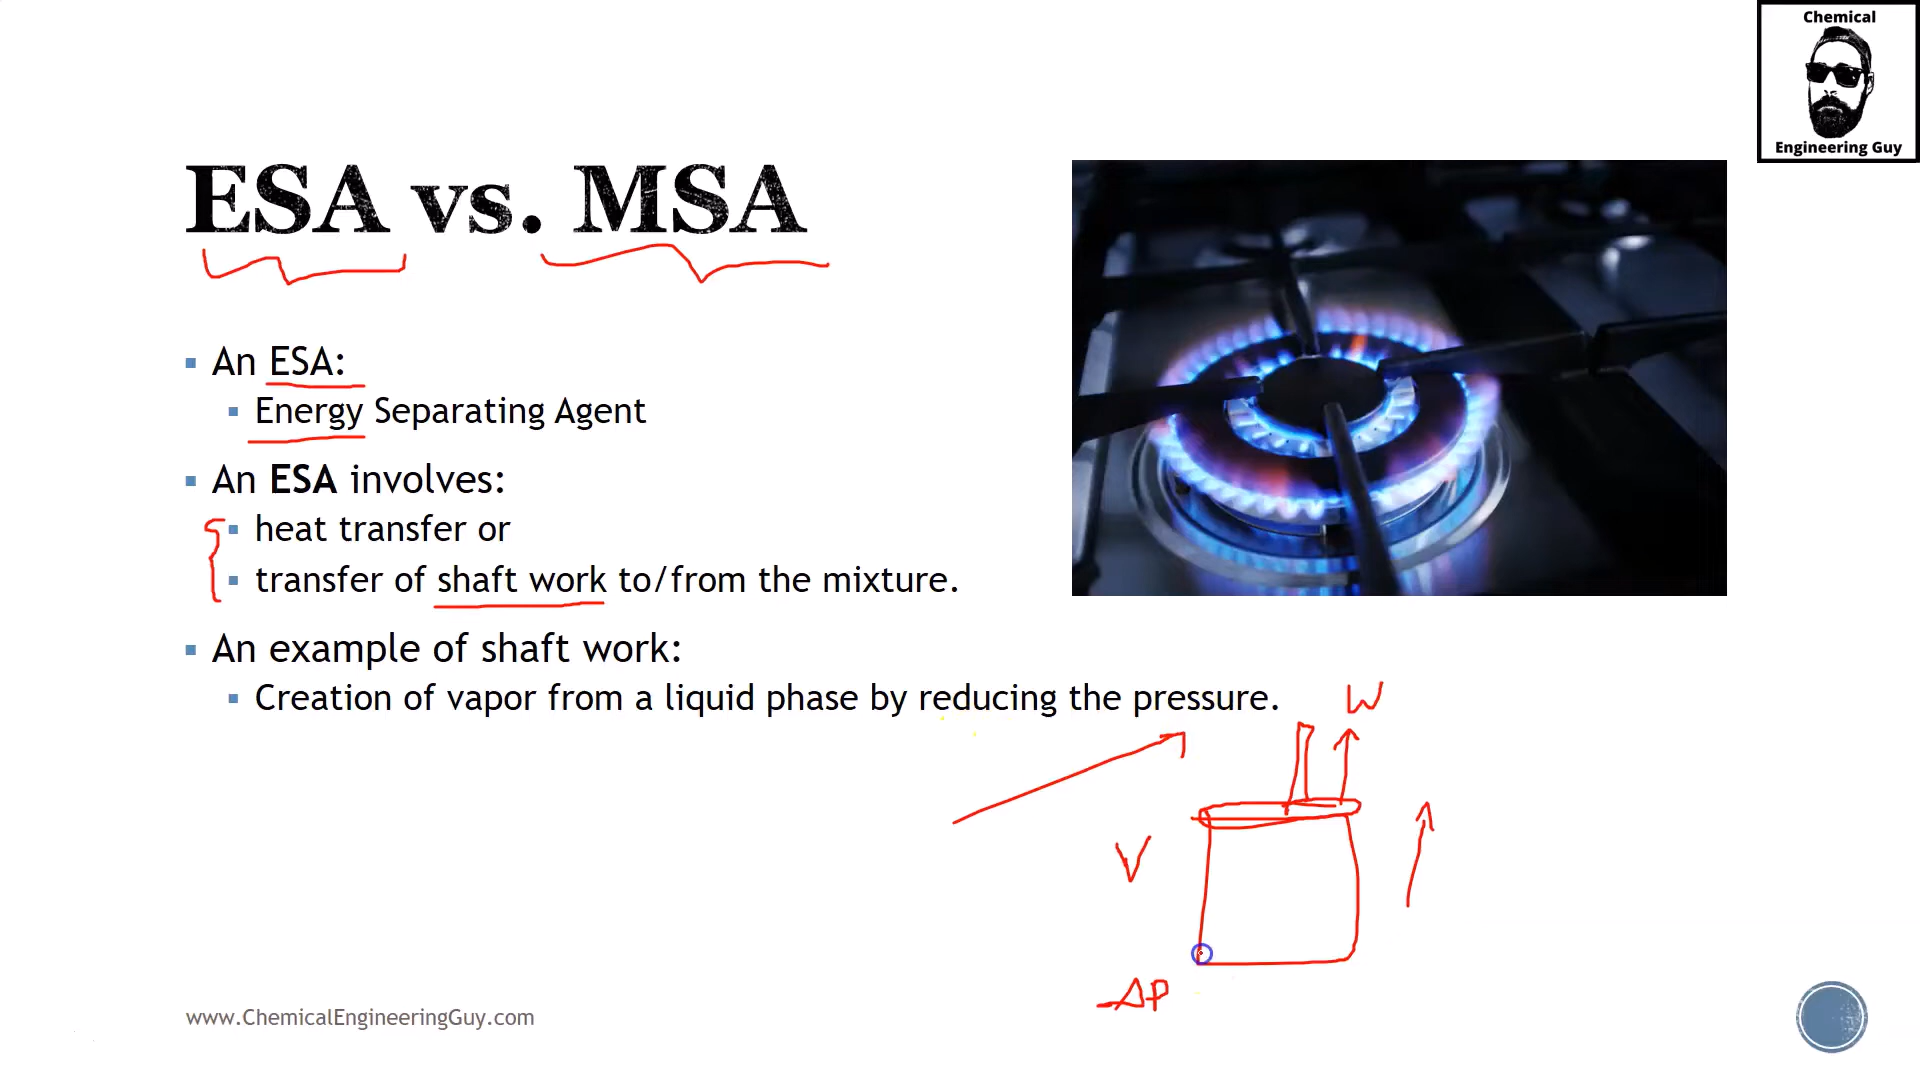 Chemical
Engineering Guy
ESA vs. MSA
An ESA:
Energy Separating Agent
An ESA involves:
heat transfer or
transfer of shaft work to/from the mixture.
An example of shaft work:
Creation of vapor from a liquid phase by reducing the pressure.
W
V
-ΔP
www.ChemicalEngineeringGuy.com